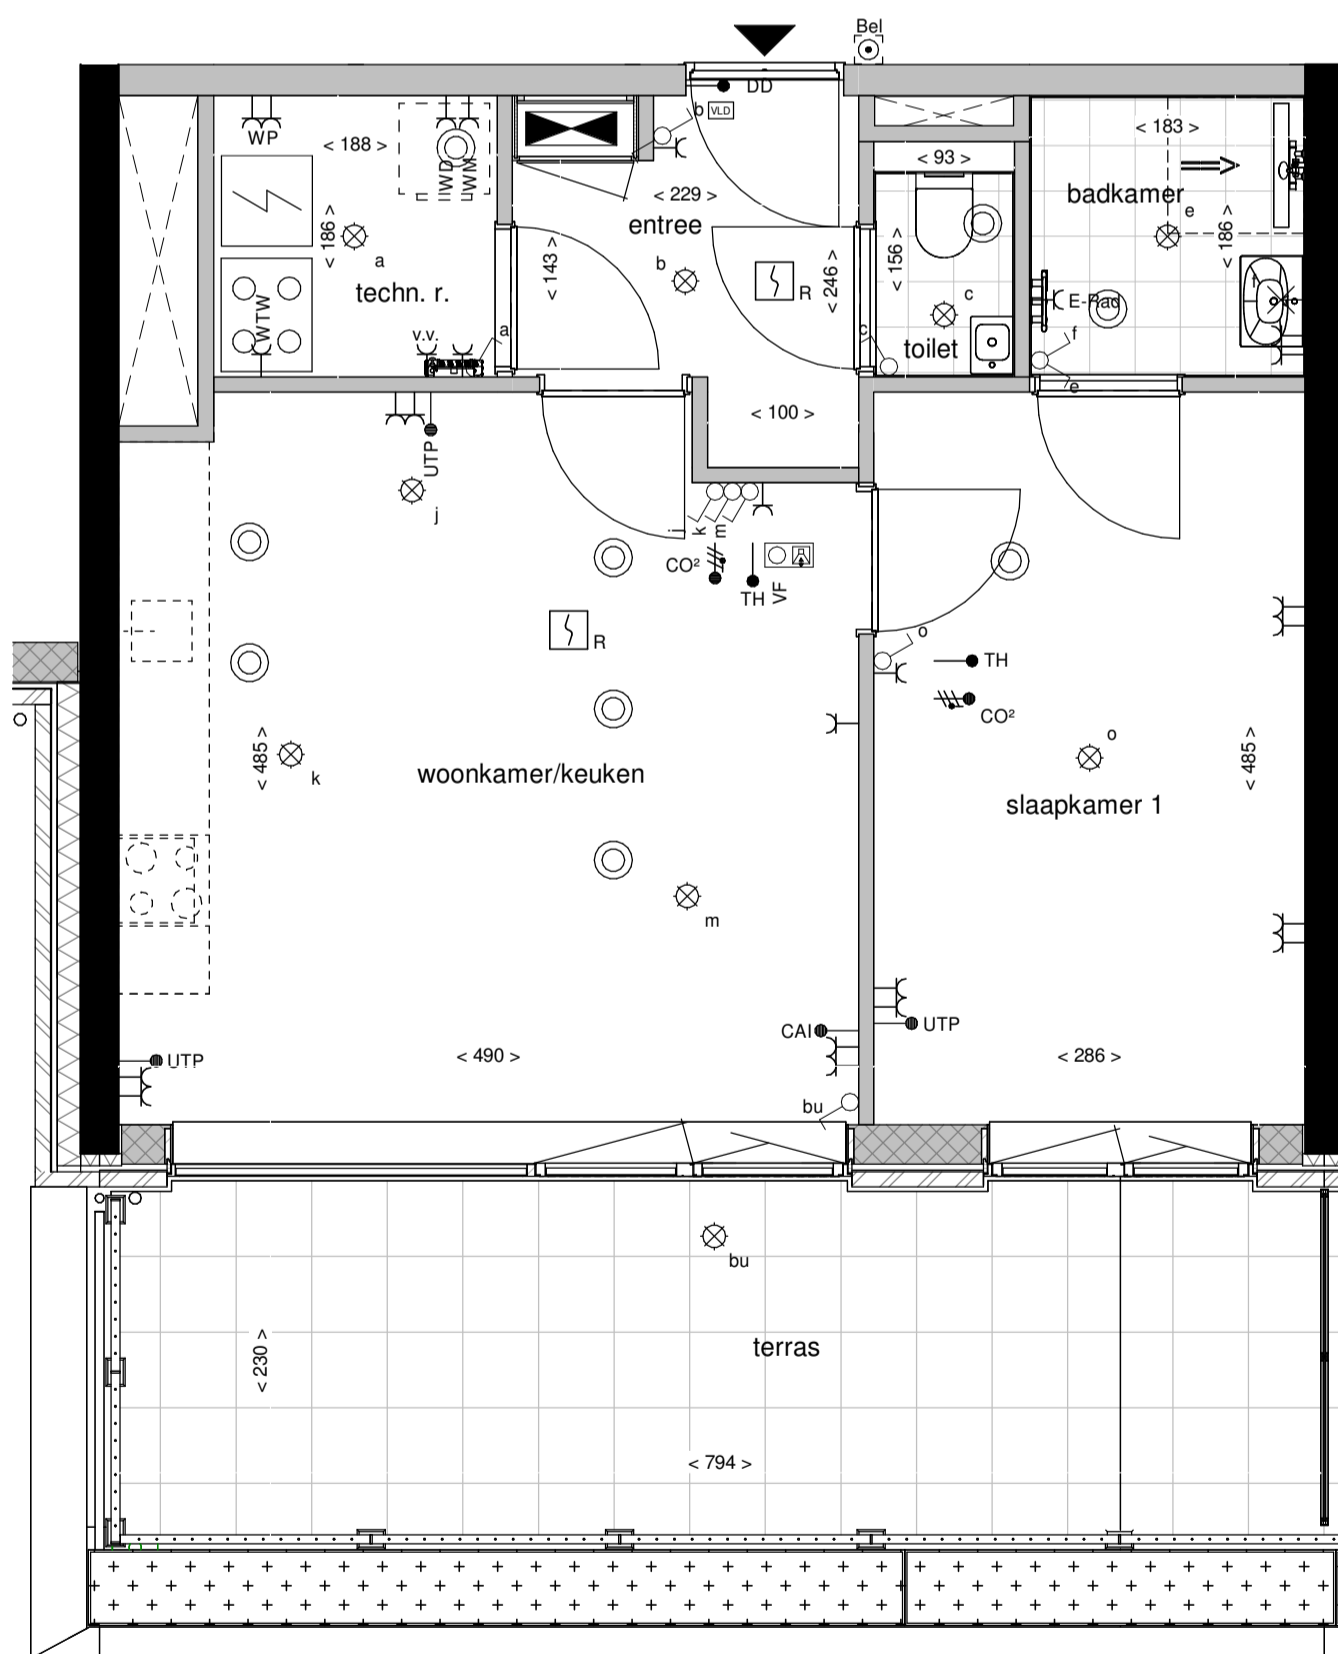 Bel
DD
b
VLD
WP
< 188 >
WD
WM
< 93 >
< 183 >
< 229 >
badkamer
e
entree
< 186 >
a
< 143 >
b
R
< 246 >
< 156 >
c
< 186 >
techn. r.
WTW
E-Rad
f
v.v.
a
c
toilet
f
e
< 100 >
UTP
j
j
k
m
CO²
TH
VF
R
o
TH
CO²
< 485 >
k
woonkamer/keuken
o
< 485 >
slaapkamer 1
m
CAI
UTP
UTP
< 490 >
< 286 >
bu
bu
terras
< 230 >
< 794 >